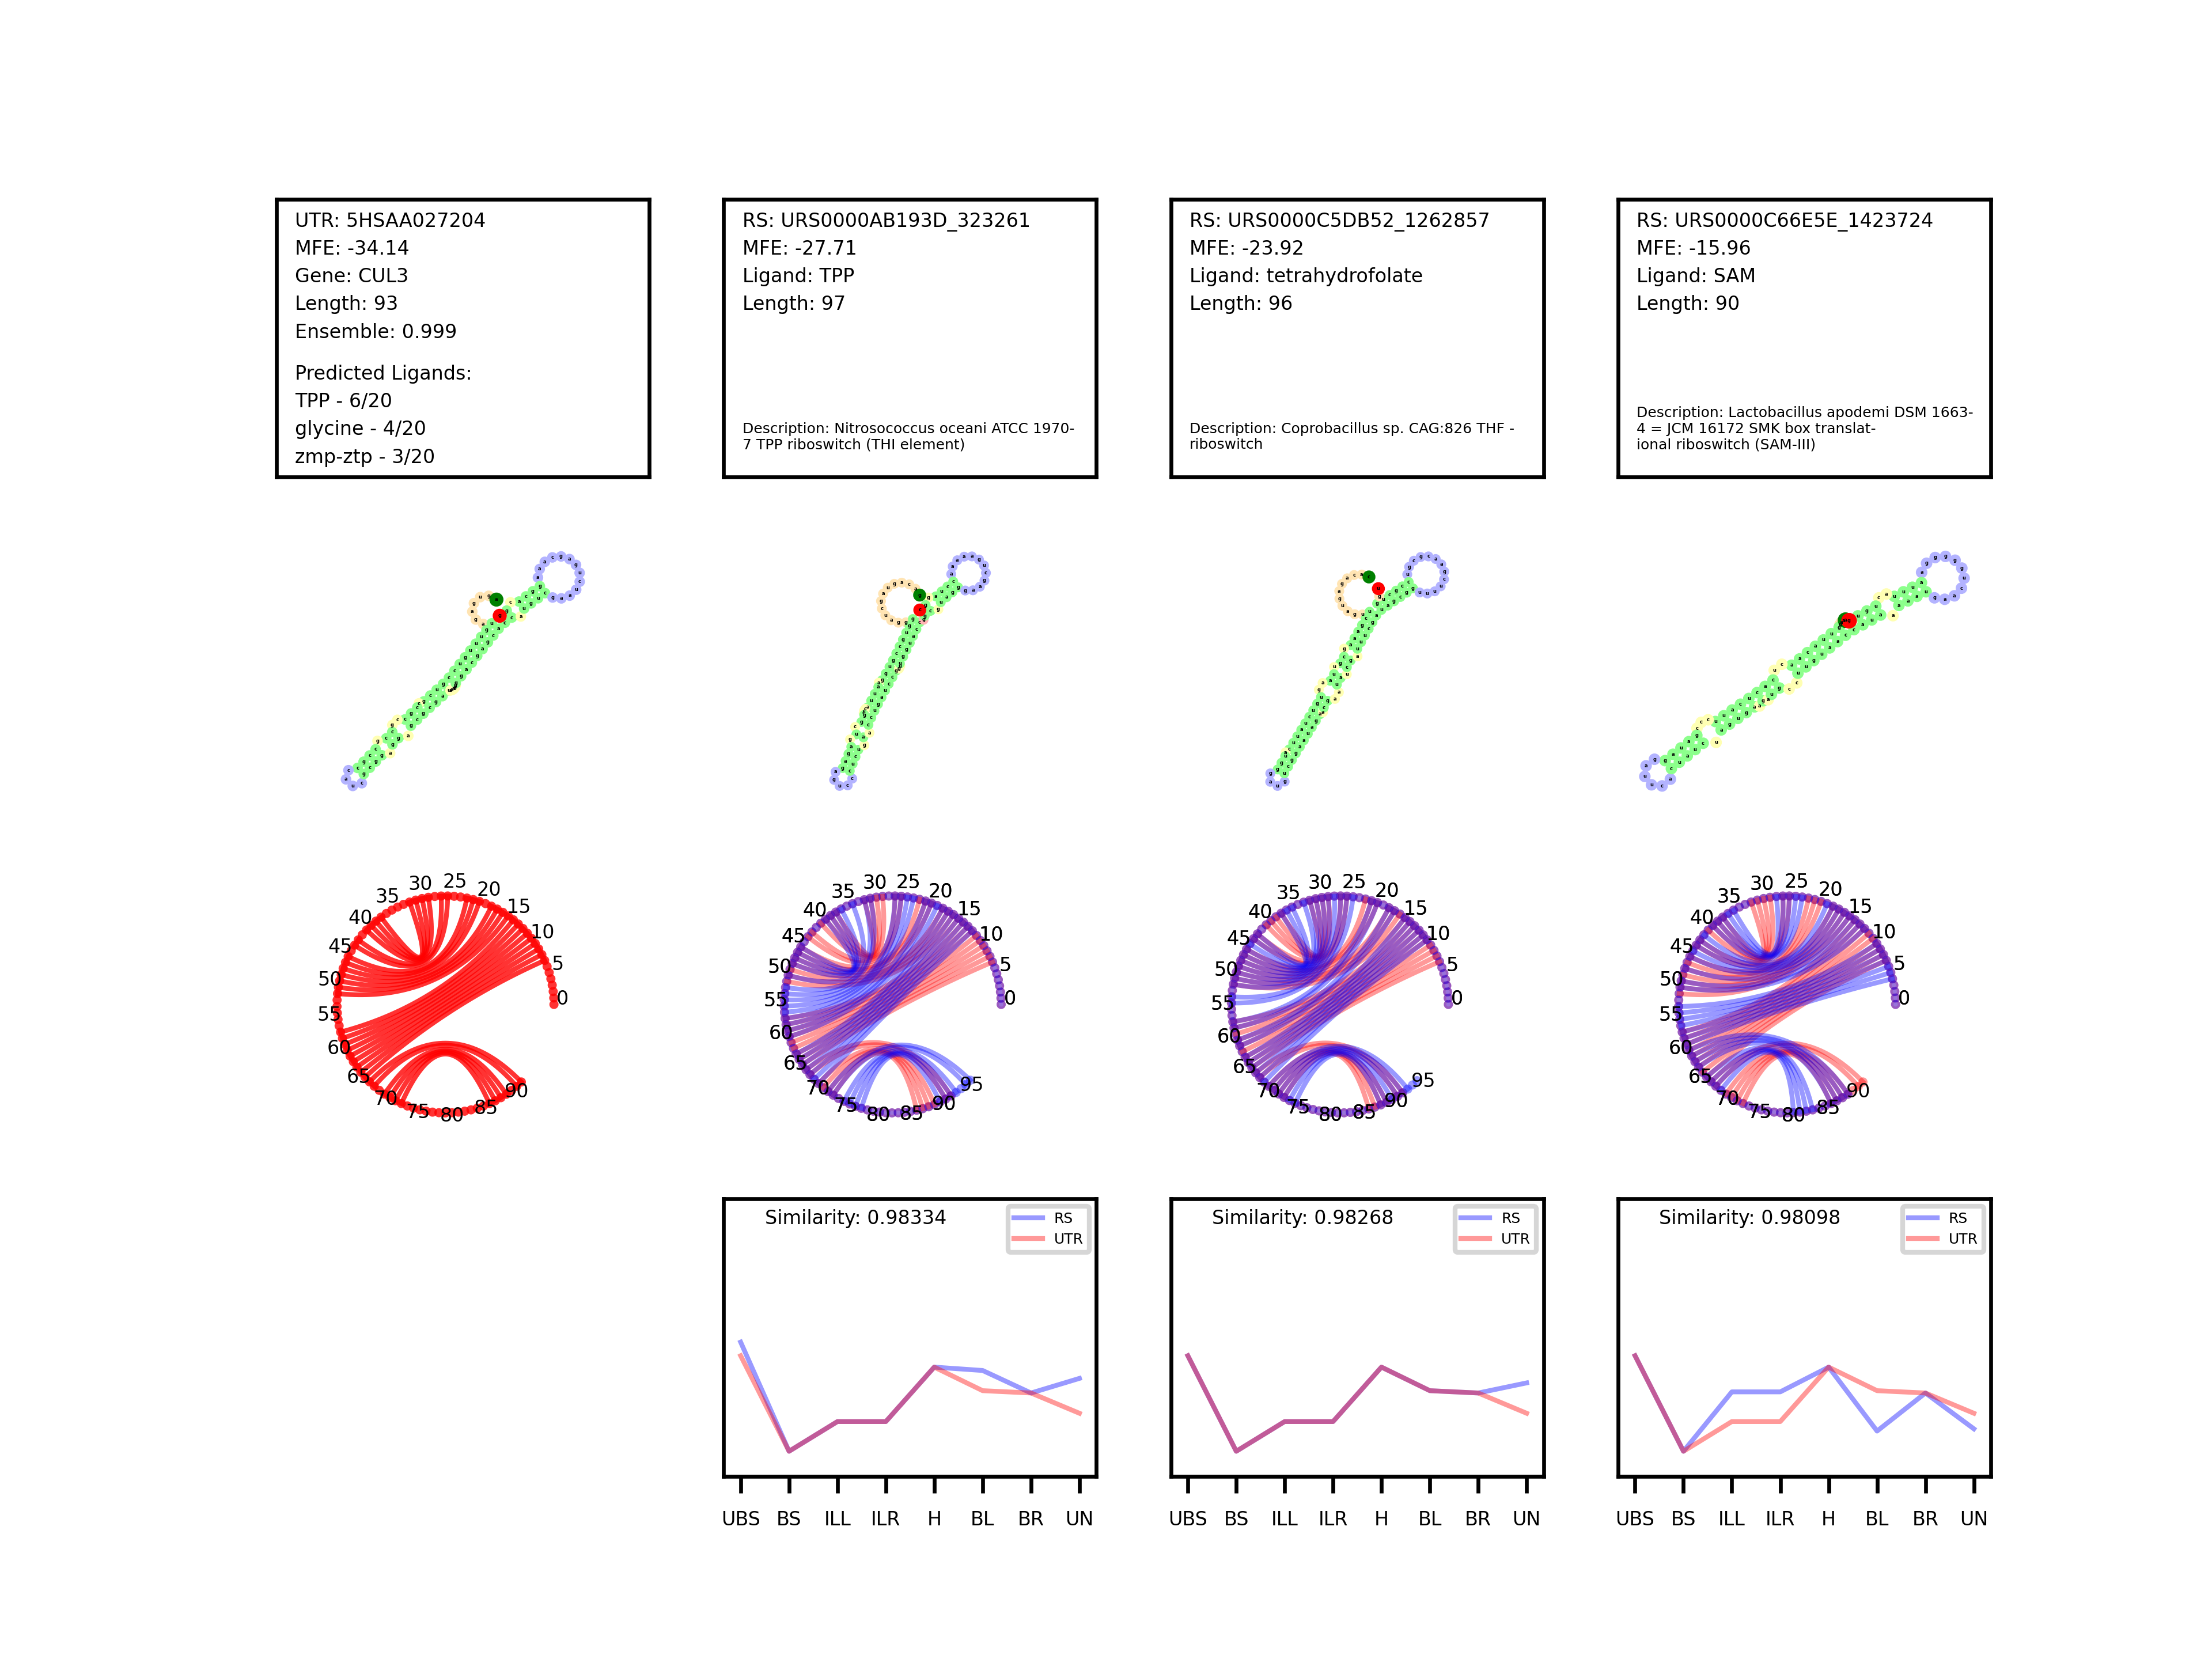 UTR: 5HSAA027204
MFE: -34.14
Gene: CUL3
Length: 93
Ensemble: 0.999
Predicted Ligands:
TPP - 6/20
glycine - 4/20
zmp-ztp - 3/20
RS: URS0000AB193D_323261
MFE: -27.71
Ligand: TPP
Length: 97
Description: Nitrosococcus oceani ATCC 1970-
7 TPP riboswitch (THI element)
RS: URS0000C5DB52_1262857
MFE: -23.92
Ligand: tetrahydrofolate
Length: 96
Description: Coprobacillus sp. CAG:826 THF -
riboswitch
RS: URS0000C66E5E_1423724
MFE: -15.96
Ligand: SAM
Length: 90
Description: Lactobacillus apodemi DSM 1663-
4 = JCM 16172 SMK box translat-
ional riboswitch (SAM-III)
0 5 10 15 20 25 30 35 40 45 50 55 60 65 70 75 80 85 90
0 5 10 15 20 25 30 35 40 45 50 55 60 65 70 75 80 85 90 95
0 5 10 15 20 25 30 35 40 45 50 55 60 65 70 75 80 85 90 95
0 5 10 15 20 25 30 35 40 45 50 55 60 65 70 75 80 85 90
Similarity: 0.98334
RS
UTR
UBS BS ILL ILR H BL BR UN
Similarity: 0.98268
RS
UTR
UBS BS ILL ILR H BL BR UN
Similarity: 0.98098
RS
UTR
UBS BS ILL ILR H BL BR UN